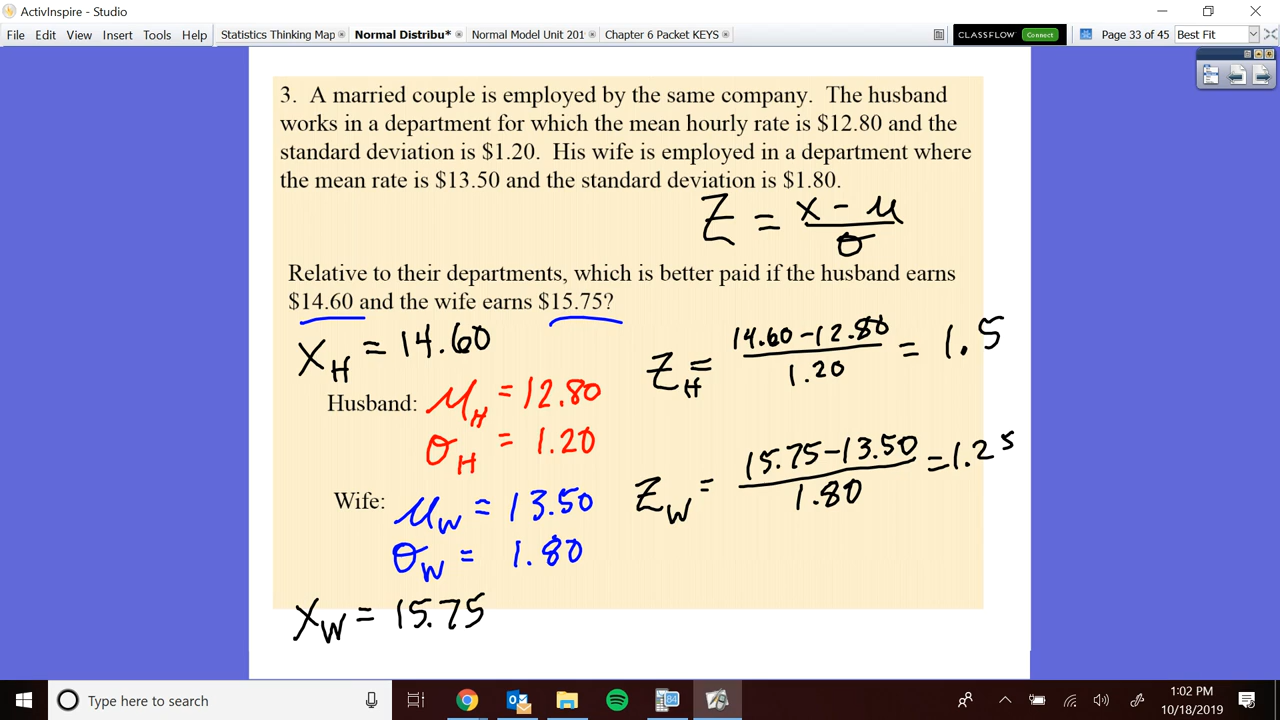 ActivInspire - Studio
File Edit View Insert Tools Help
Statistics Thinking Map Normal Distribu* Normal Model Unit 201 Chapter 6 Packet KEYS
CLASSFLOW Connect Page 33 of 45 Best Fit
3. A married couple is employed by the same company. The husband
works in a department for which the mean hourly rate is $12.80 and the
standard deviation is $1.20. His wife is employed in a department where
the mean rate is $13.50 and the standard deviation is $1.80.
Z = x - μ / σ
Relative to their departments, which is better paid if the husband earns
$14.60 and the wife earns $15.75?
X_H = 14.60
Z_H = 14.60 - 12.80 / 1.20 = 1.5
Husband: μ_H = 12.80
σ_H = 1.20
Z_W = 15.75 - 13.50 / 1.80 = 1.25
Wife: μ_W = 13.50
σ_W = 1.80
X_W = 15.75
Type here to search
1:02 PM
10/18/2019